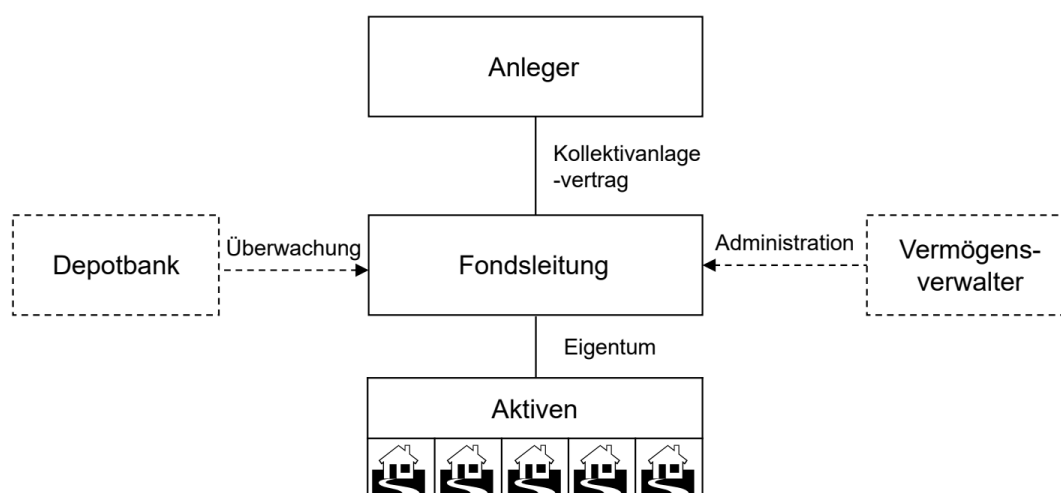 Anleger
Kollektivanlage
-vertrag
Depotbank
Überwachung
Fondsleitung
Administration
Vermögens-
verwalter
Eigentum
Aktiven